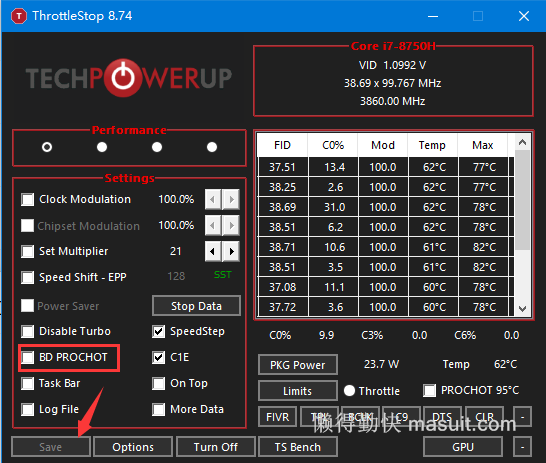 ThrottleStop 8.74
TECHPOWERUP
Core i7-8750H
VID 1.0992 V
38.69 x 99.767 MHz
3860.00 MHz
Performance
Settings
Clock Modulation 100.0%
Chipset Modulation 100.0%
Set Multiplier 21
Speed Shift - EPP 128 SST
Power Saver Stop Data
Disable Turbo SpeedStep
BD PROCHOT C1E
Task Bar On Top
Log File More Data
FID C0% Mod Temp Max
37.51 13.4 100.0 62°C 77°C
38.25 2.6 100.0 62°C 77°C
38.69 31.0 100.0 62°C 78°C
38.51 6.2 100.0 62°C 78°C
38.71 10.6 100.0 61°C 82°C
38.51 3.5 100.0 61°C 82°C
37.08 11.1 100.0 60°C 78°C
37.72 3.6 100.0 60°C 78°C
C0% 9.9 C3% 0.0 C6% 0.0
PKG Power 23.7 W Temp 62°C
Limits Throttle PROCHOT 95°C
FIVR TPL BCLK C9 DTS CLR -
懒得勤快 masuit.com
Save Options Turn Off TS Bench GPU -